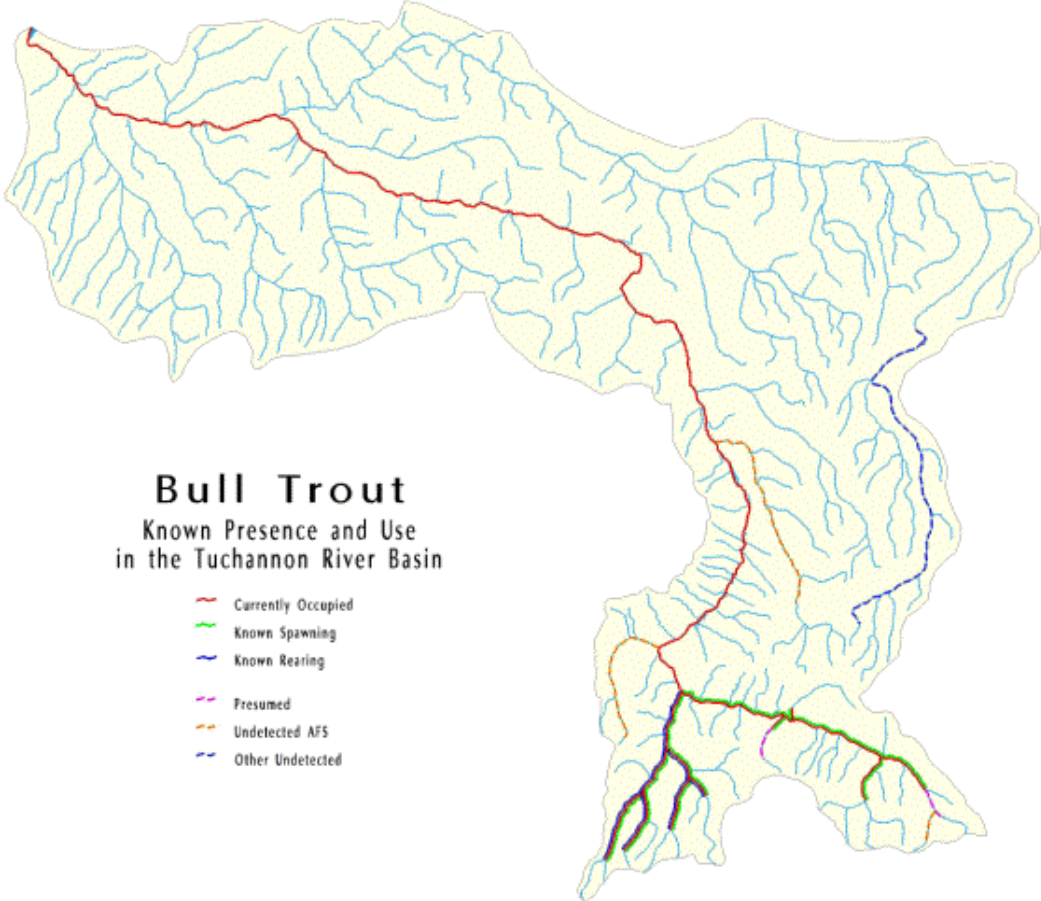 Bull Trout
Known Presence and Use
in the Tuchannon River Basin
Currently Occupied
Known Spawning
Known Rearing
Presumed
Undetected AFS
Other Undetected